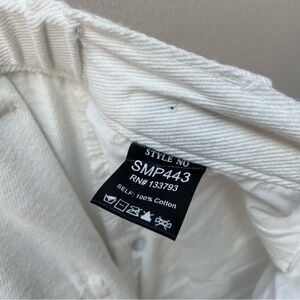 STYLE NO
SMP443
RN# 133793
SELF: 100% Cotton